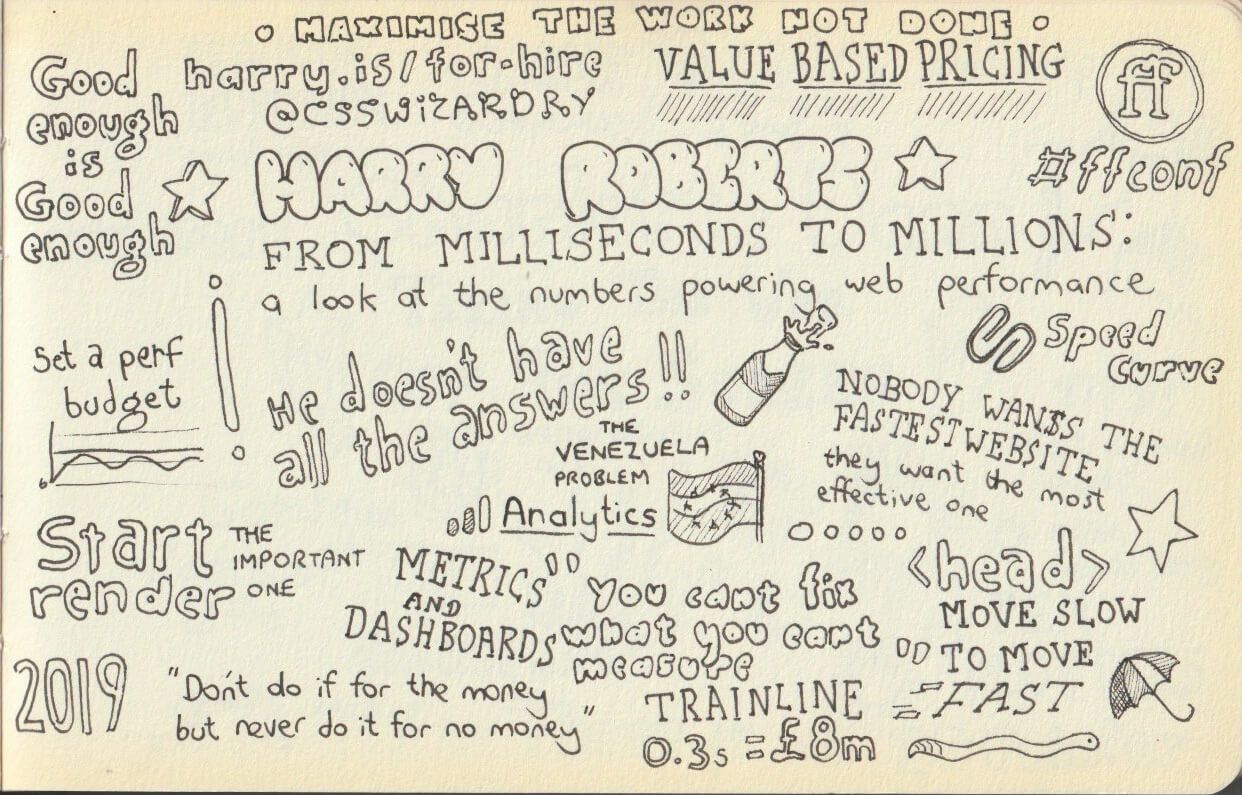 MAXIMISE THE WORK NOT DONE
Good
enough
is
Good
enough
harry.is/for-hire
@CSSWIZARDRY
VALUE BASED PRICING
ff
#ffconf
HARRY ROBERTS
FROM MILLISECONDS TO MILLIONS:
a look at the numbers powering web performance
Set a perf
budget
!
He doesn't have
all the answers!!
Speed
Curve
NOBODY WAN$S THE
FASTEST WEB$ITE
they want the most
effective one
THE
VENEZUELA
PROBLEM
Analytics
Start
render
THE
IMPORTANT
ONE
METRICS
AND
DASHBOARDS
"You cant fix
what you cant
measure"
<head>
MOVE SLOW
TO MOVE
FAST
2019
"Don't do if for the money
but never do it for no money"
TRAINLINE
0.3s = £8m